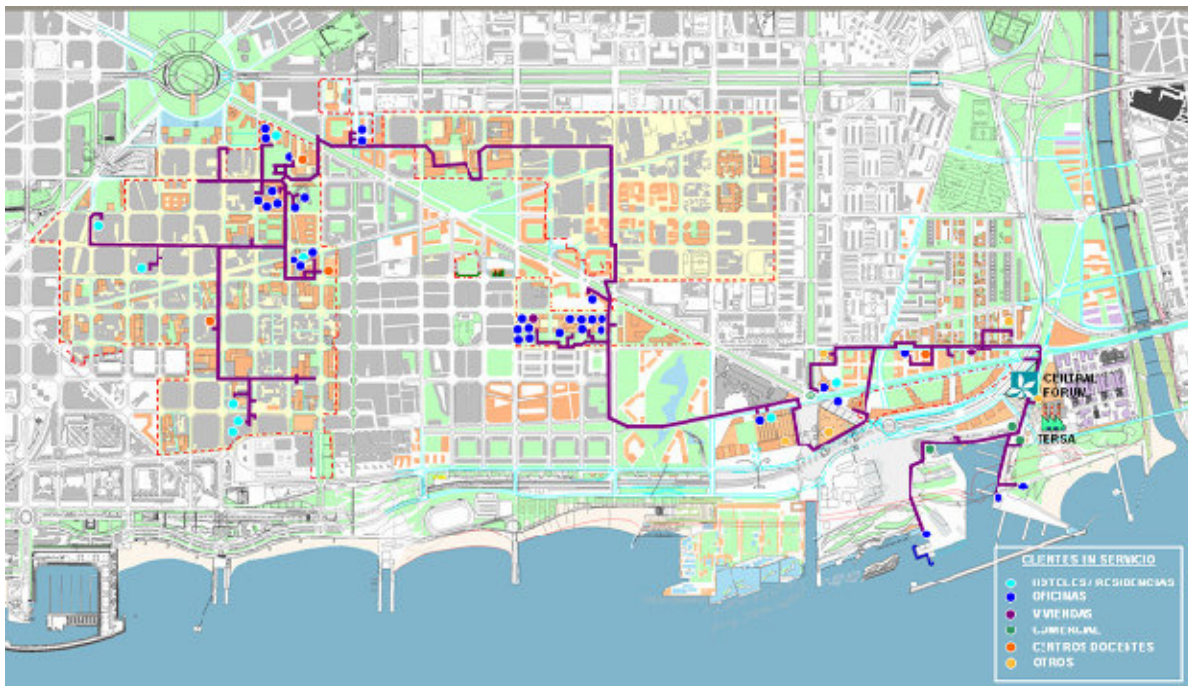 CENTRAL
FORUM
TERSA
CLIENTES EN SERVICIO
HOTELES / RESIDENCIAS
OFICINAS
VIVIENDAS
COMERCIAL
CENTROS DOCENTES
OTROS